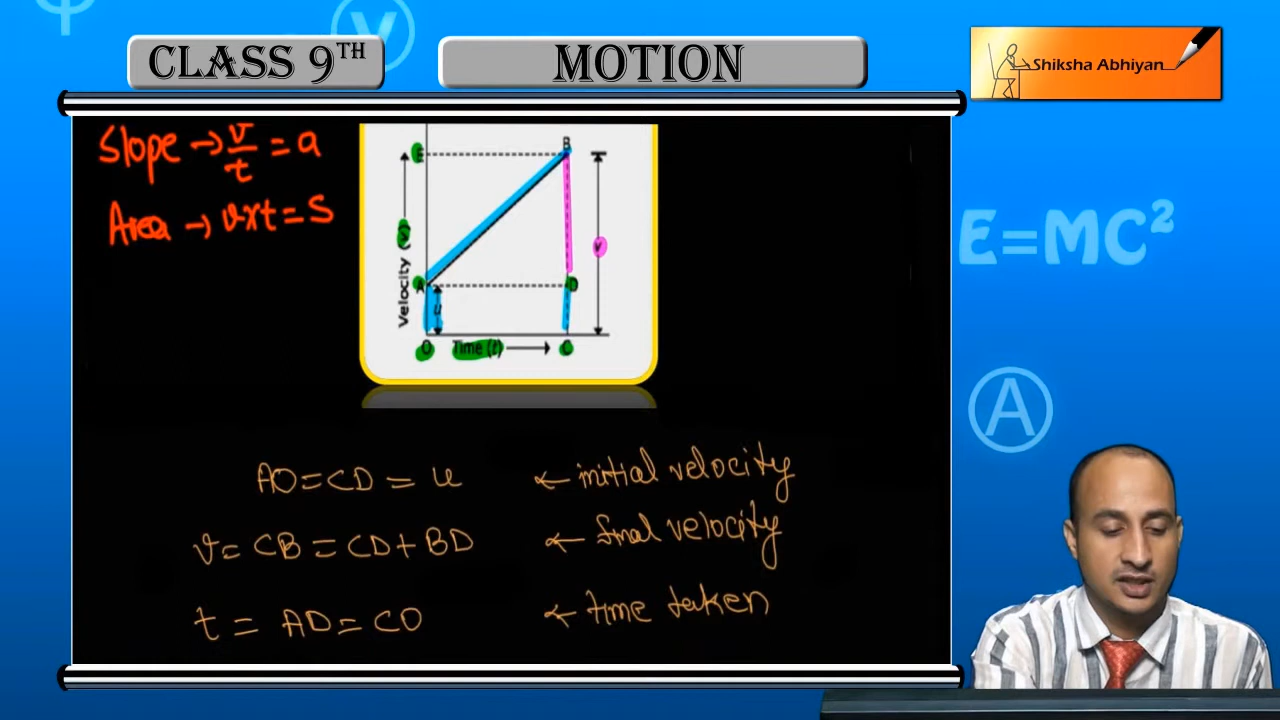 CLASS 9TH
MOTION
Shiksha Abhiyan
Slope → v/t = a
Area → v x t = S
E
B
v
A
D
u
Velocity
O
Time (t)
C
AO = CD = u ← initial velocity
v = CB = CD + BD ← final velocity
t = AD = CO ← time taken
E=MC²
V
A